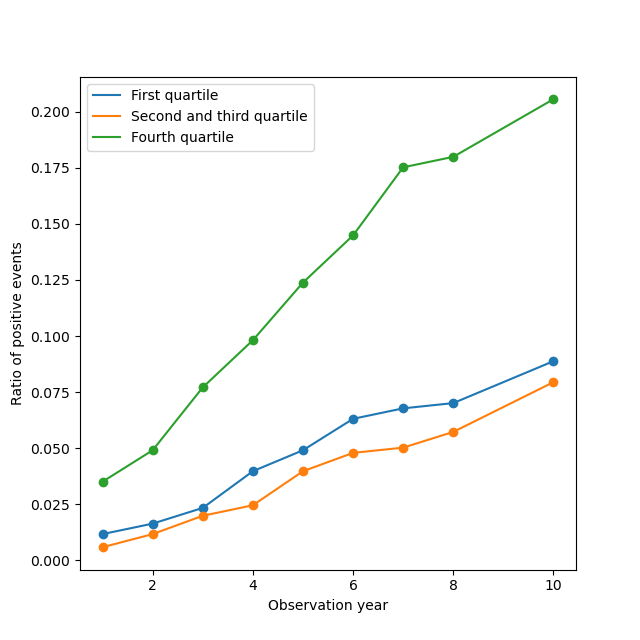 First quartile
Second and third quartile
Fourth quartile
0.200
0.175
0.150
0.125
0.100
0.075
0.050
0.025
0.000
Ratio of positive events
2 4 6 8 10
Observation year